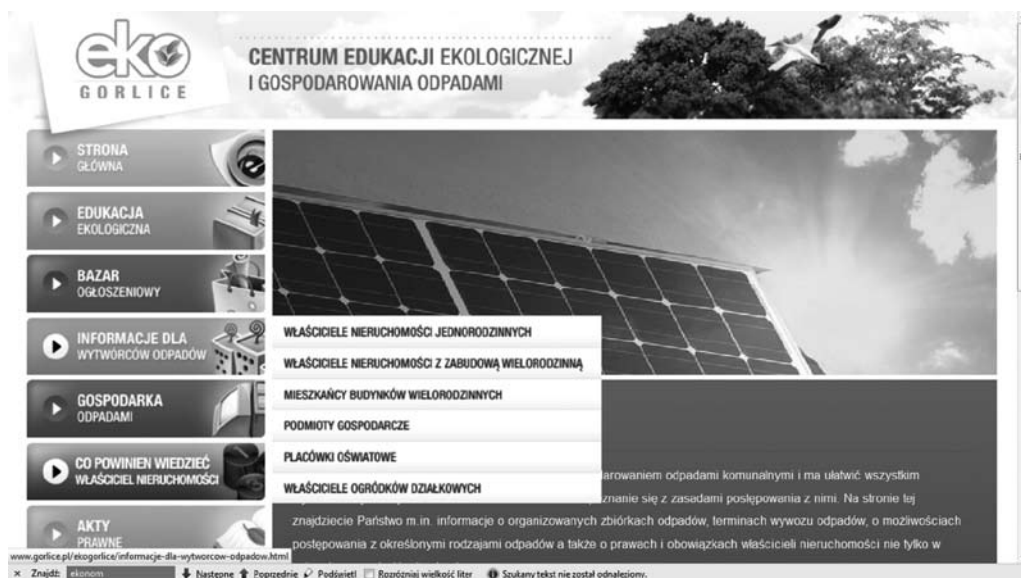 eko
GORLICE
CENTRUM EDUKACJI EKOLOGICZNEJ
I GOSPODAROWANIA ODPADAMI
STRONA
GŁÓWNA
EDUKACJA
EKOLOGICZNA
BAZAR
OGŁOSZENIOWY
INFORMACJE DLA
WYTWÓRCÓW ODPADÓW
GOSPODARKA
ODPADAMI
CO POWINIEN WIEDZIEĆ
WŁAŚCICIEL NIERUCHOMOŚCI
AKTY
PRAWNE
WŁAŚCICIELE NIERUCHOMOŚCI JEDNORODZINNYCH
WŁAŚCICIELE NIERUCHOMOŚCI Z ZABUDOWĄ WIELORODZINNĄ
MIESZKAŃCY BUDYNKÓW WIELORODZINNYCH
PODMIOTY GOSPODARCZE
PLACÓWKI OŚWIATOWE
WŁAŚCICIELE OGRÓDKÓW DZIAŁKOWYCH
darowaniem odpadami komunalnymi i ma ułatwić wszystkim
znanie się z zasadami postępowania z nimi. Na stronie tej
znajdziecie Państwo m.in. informacje o organizowanych zbiórkach odpadów, terminach wywozu odpadów, o możliwościach
postępowania z określonymi rodzajami odpadów a także o prawach i obowiązkach właścicieli nieruchomości nie tylko w
www.gorlice.pl/ekogorlice/informacje-dla-wytworcow-odpadow.html
× Znajdź: ekonom Następne Poprzednie Podświetl Rozróżniaj wielkość liter Szukany tekst nie został odnaleziony.